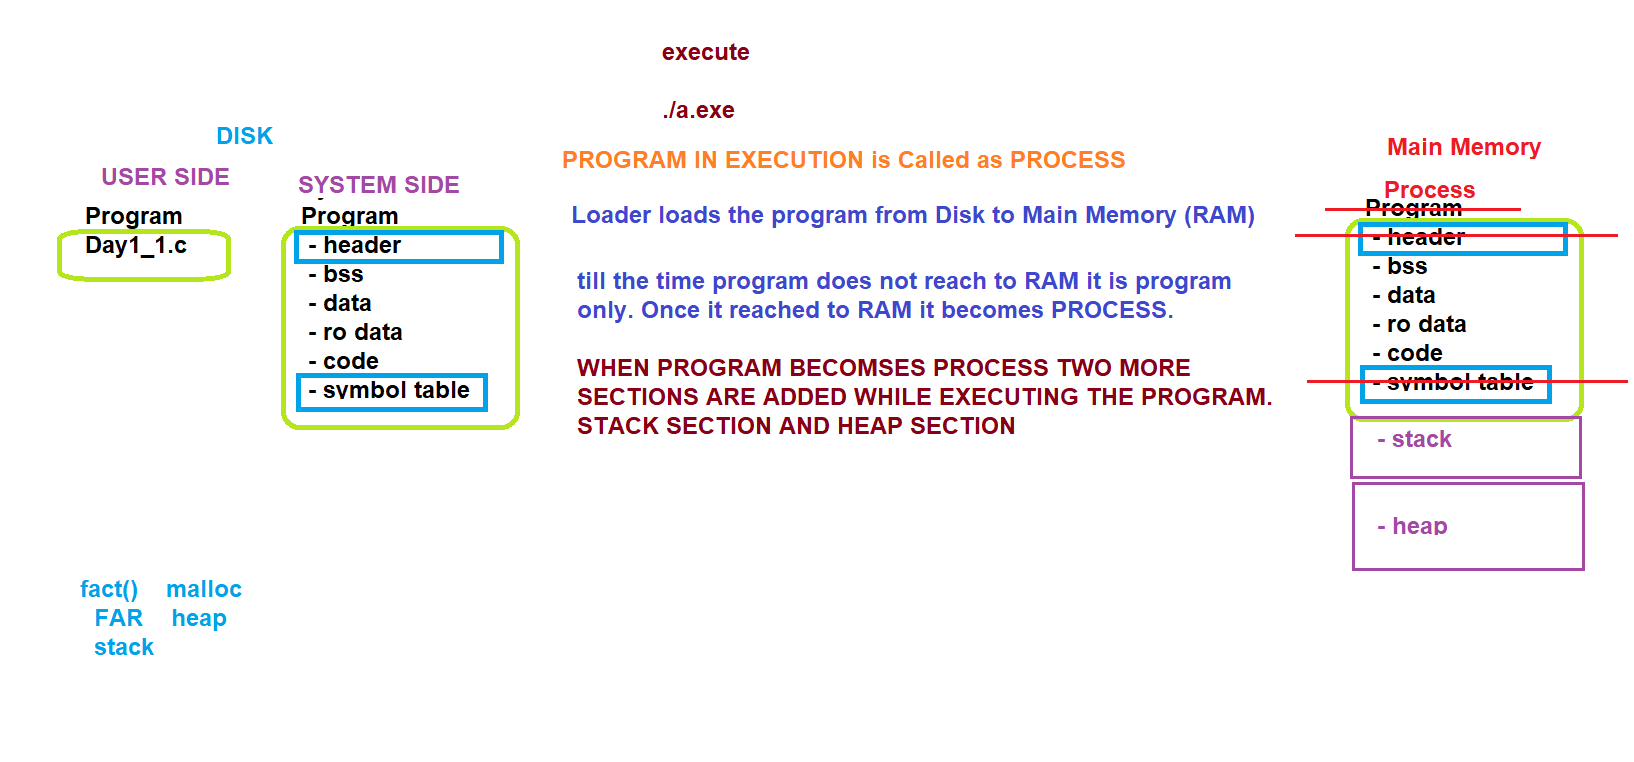 execute
./a.exe
DISK
USER SIDE
Program
Day1_1.c
SYSTEM SIDE
Program
- header
- bss
- data
- ro data
- code
- symbol table
PROGRAM IN EXECUTION is Called as PROCESS
Loader loads the program from Disk to Main Memory (RAM)
till the time program does not reach to RAM it is program
only. Once it reached to RAM it becomes PROCESS.
WHEN PROGRAM BECOMSES PROCESS TWO MORE
SECTIONS ARE ADDED WHILE EXECUTING THE PROGRAM.
STACK SECTION AND HEAP SECTION
Main Memory
Process
Program
- header
- bss
- data
- ro data
- code
- symbol table
- stack
- heap
fact() malloc
FAR heap
stack